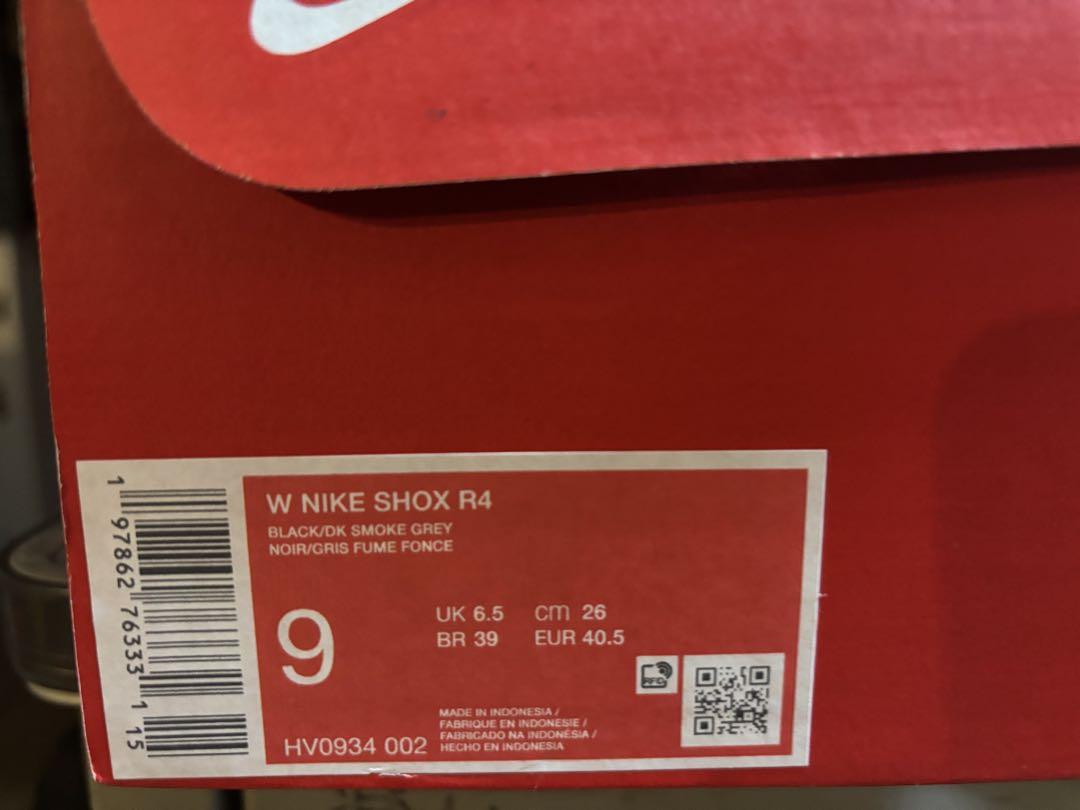 1 97862 76333 1 15
W NIKE SHOX R4
BLACK/DK SMOKE GREY
NOIR/GRIS FUME FONCE
9
UK 6.5 CM 26
BR 39 EUR 40.5
RFID
MADE IN INDONESIA /
FABRIQUE EN INDONESIE /
FABRICADO NA INDONÉSIA /
HECHO EN INDONESIA
HV0934 002